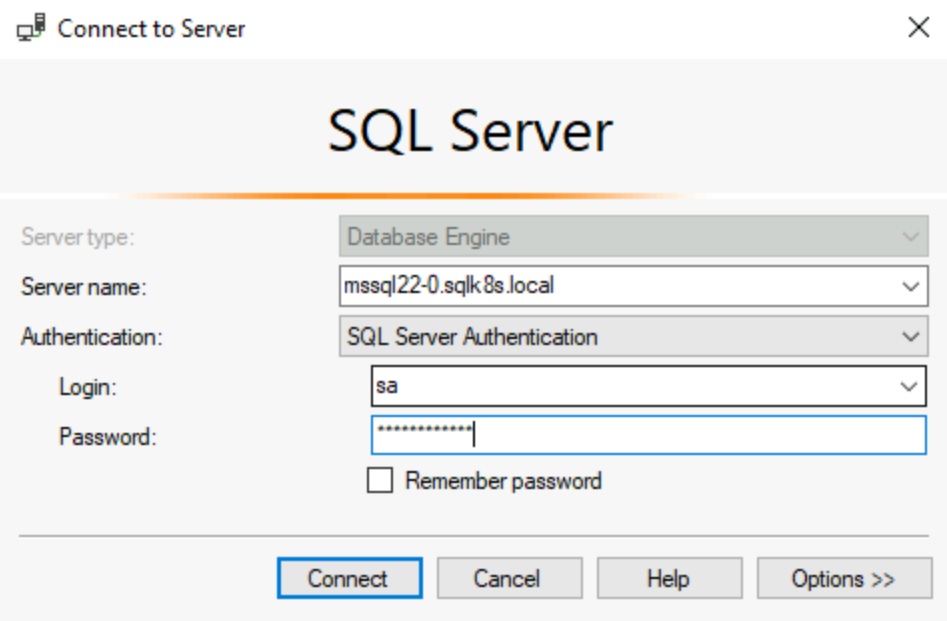 Connect to Server
SQL Server
Server type: Database Engine
Server name: mssql22-0.sqlk8s.local
Authentication: SQL Server Authentication
Login: sa
Password: ************
Remember password
Connect Cancel Help Options >>